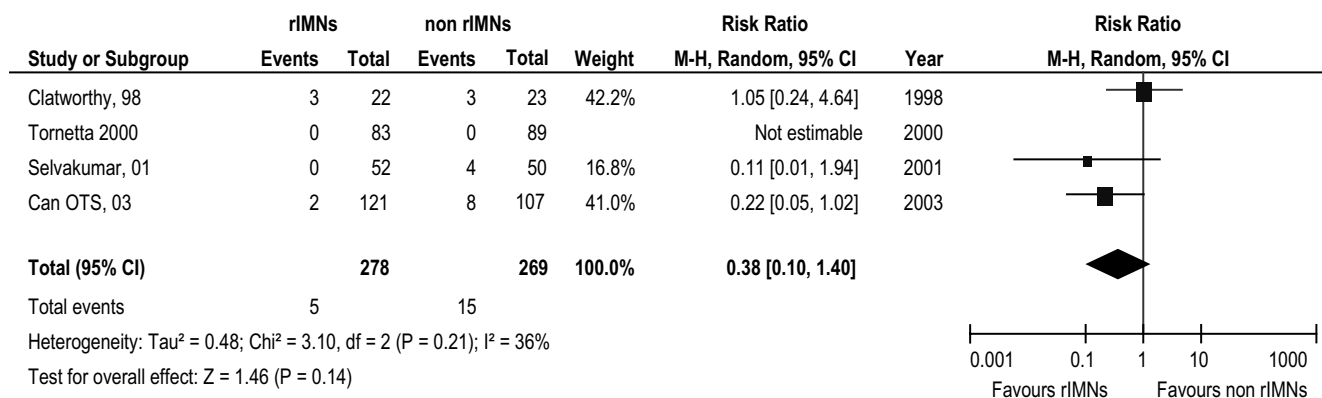 rIMNs non rIMNs Risk Ratio Risk Ratio
Study or Subgroup Events Total Events Total Weight M-H, Random, 95% CI Year M-H, Random, 95% CI
Clatworthy, 98 3 22 3 23 42.2% 1.05 [0.24, 4.64] 1998
Tornetta 2000 0 83 0 89 Not estimable 2000
Selvakumar, 01 0 52 4 50 16.8% 0.11 [0.01, 1.94] 2001
Can OTS, 03 2 121 8 107 41.0% 0.22 [0.05, 1.02] 2003
Total (95% CI) 278 269 100.0% 0.38 [0.10, 1.40]
Total events 5 15
Heterogeneity: Tau² = 0.48; Chi² = 3.10, df = 2 (P = 0.21); I² = 36%
Test for overall effect: Z = 1.46 (P = 0.14)
0.001 0.1 1 10 1000
Favours rIMNs Favours non rIMNs